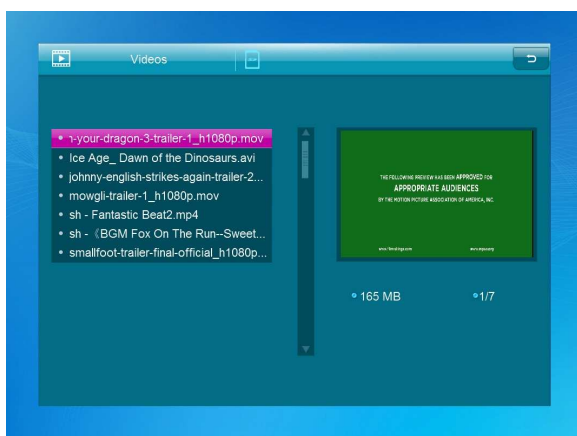 Videos
ו-your-dragon-3-trailer-1_h1080p.mov
Ice Age_ Dawn of the Dinosaurs.avi
johnny-english-strikes-again-trailer-2...
mowgli-trailer-1_h1080p.mov
sh - Fantastic Beat2.mp4
sh -《BGM Fox On The Run--Sweet...
smallfoot-trailer-final-official_h1080p...
THE FOLLOWING PREVIEW HAS BEEN APPROVED FOR
APPROPRIATE AUDIENCES
BY THE MOTION PICTURE ASSOCIATION OF AMERICA, INC.
165 MB
1/7